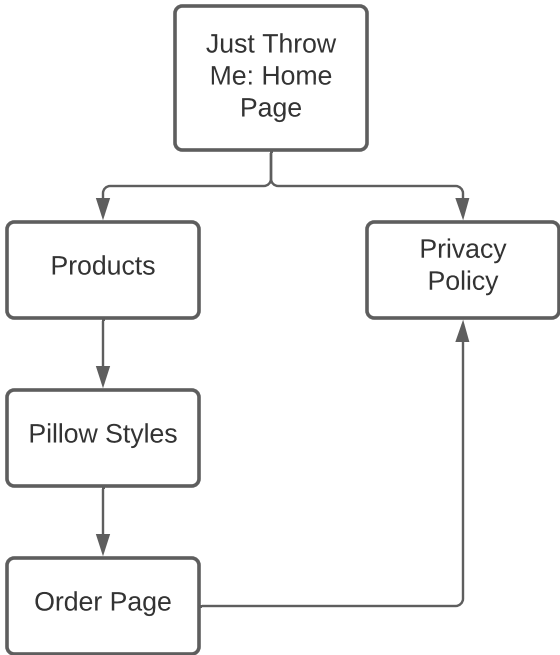 Just Throw
Me: Home
Page
Products
Privacy
Policy
Pillow Styles
Order Page